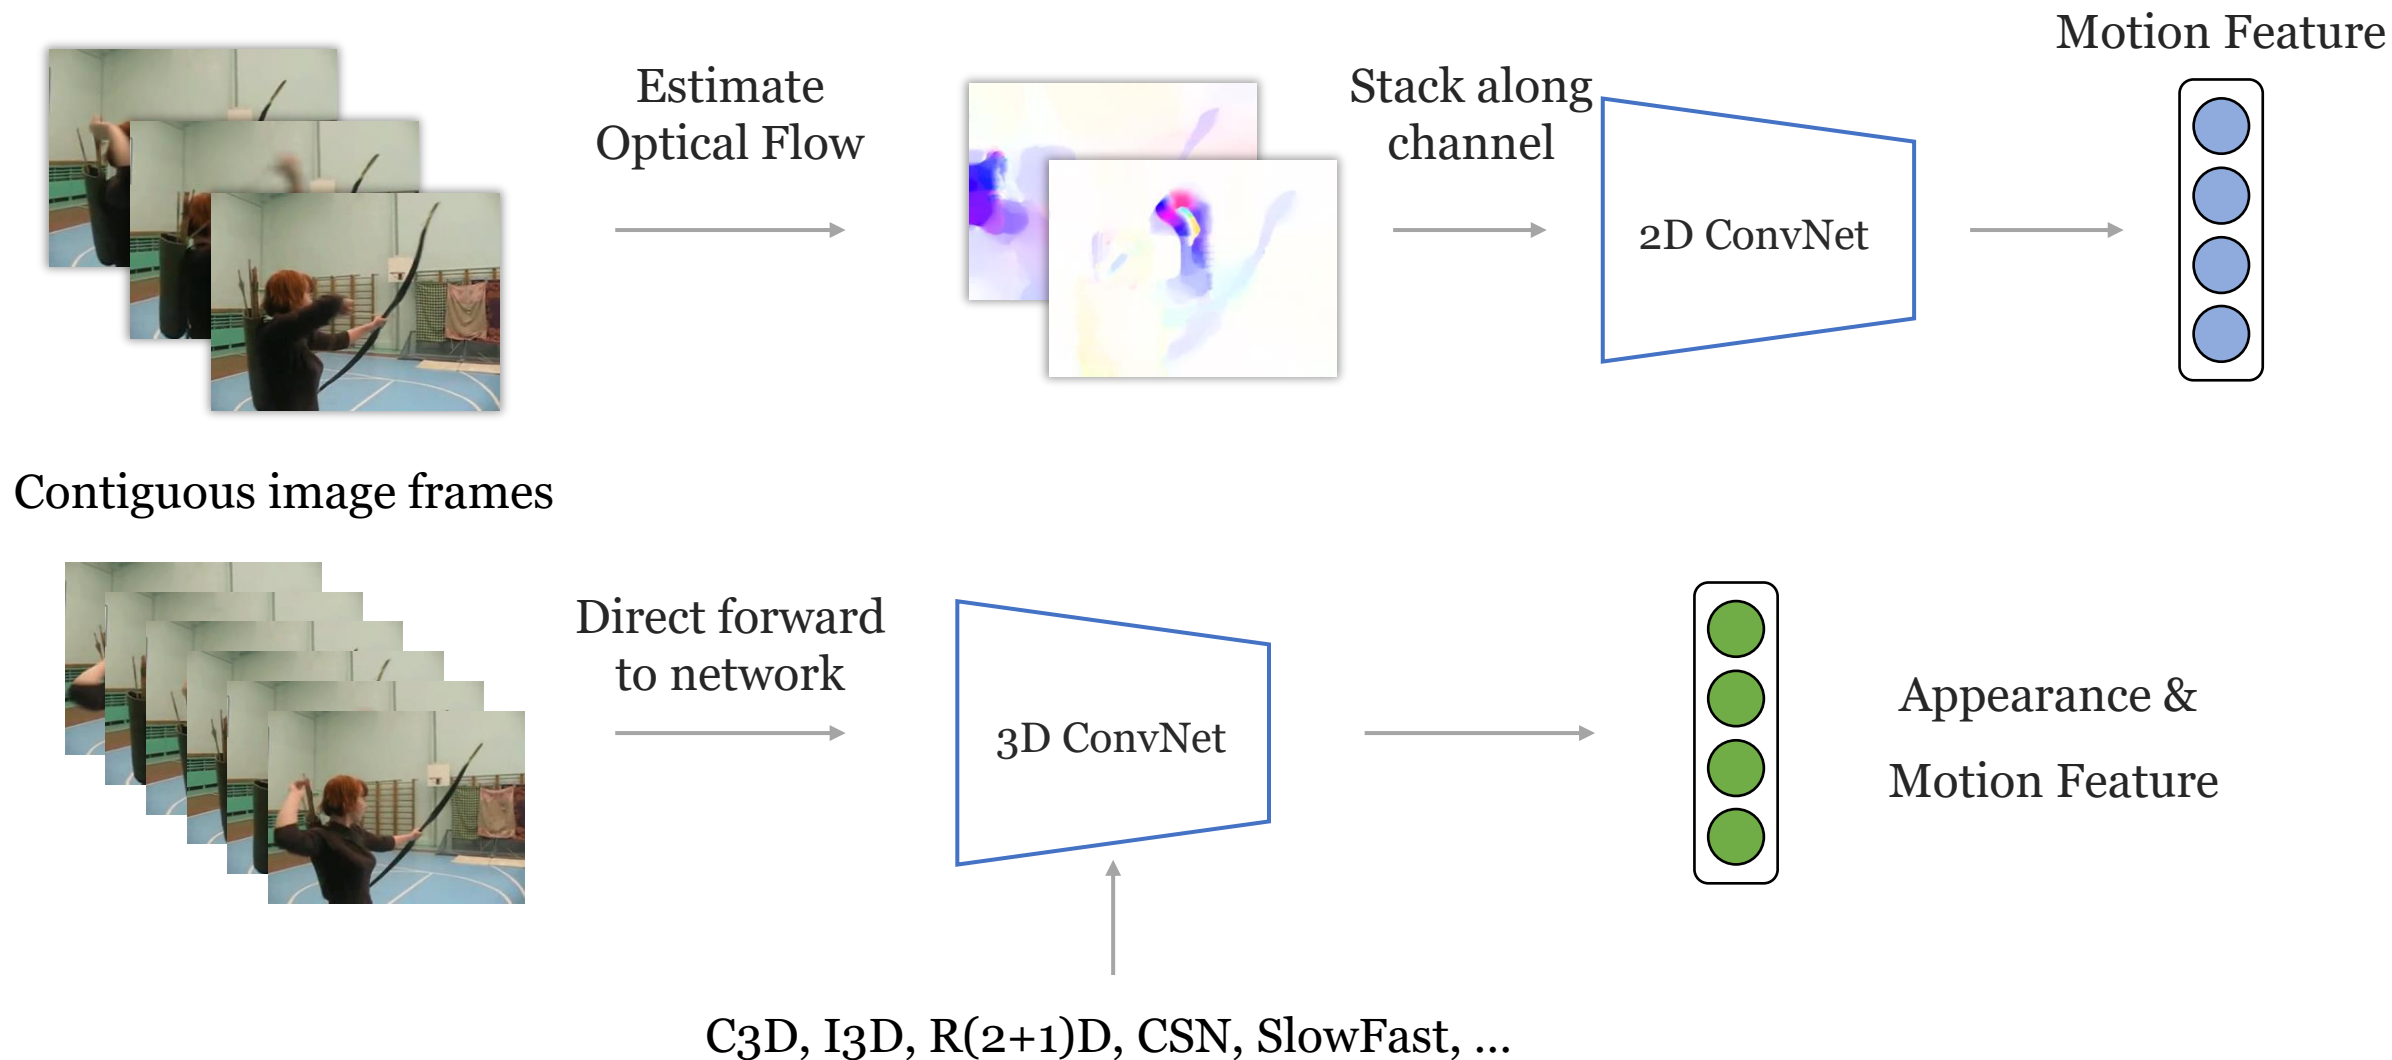 Motion Feature
Estimate
Optical Flow
Stack along
channel
2D ConvNet
Contiguous image frames
Direct forward
to network
3D ConvNet
Appearance &
Motion Feature
C3D, I3D, R(2+1)D, CSN, SlowFast, ...